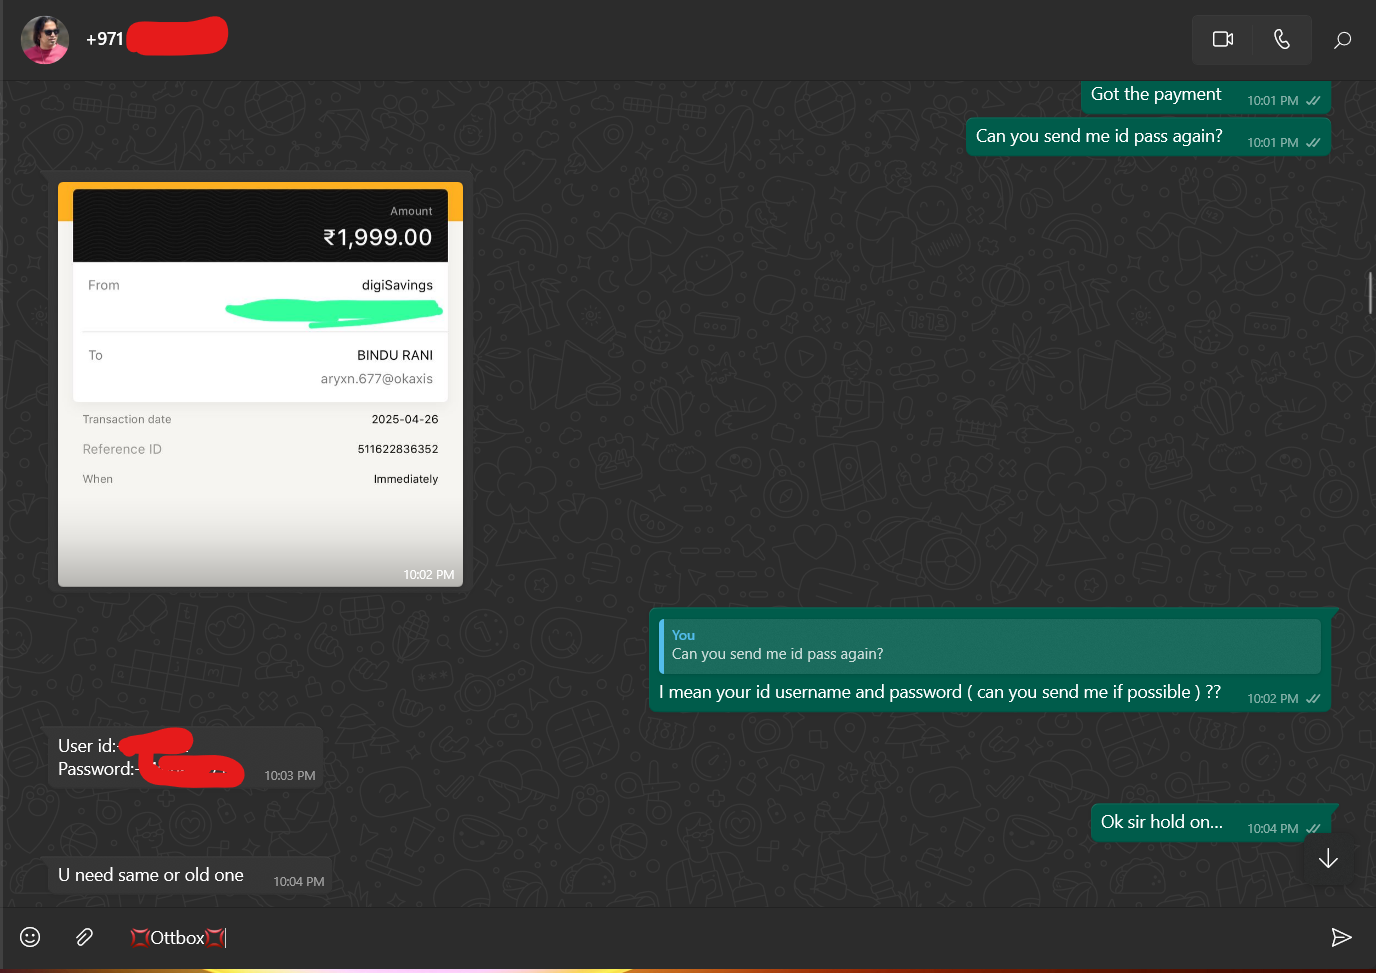 +971
Got the payment
10:01 PM
Can you send me id pass again?
10:01 PM
Amount
₹1,999.00
From
digiSavings
To
BINDU RANI
aryxn.677@okaxis
Transaction date
2025-04-26
Reference ID
511622836352
When
Immediately
10:02 PM
You
Can you send me id pass again?
I mean your id username and password ( can you send me if possible ) ??
10:02 PM
User id:-
Password:-
10:03 PM
Ok sir hold on...
10:04 PM
U need same or old one
10:04 PM
💢Ottbox💢